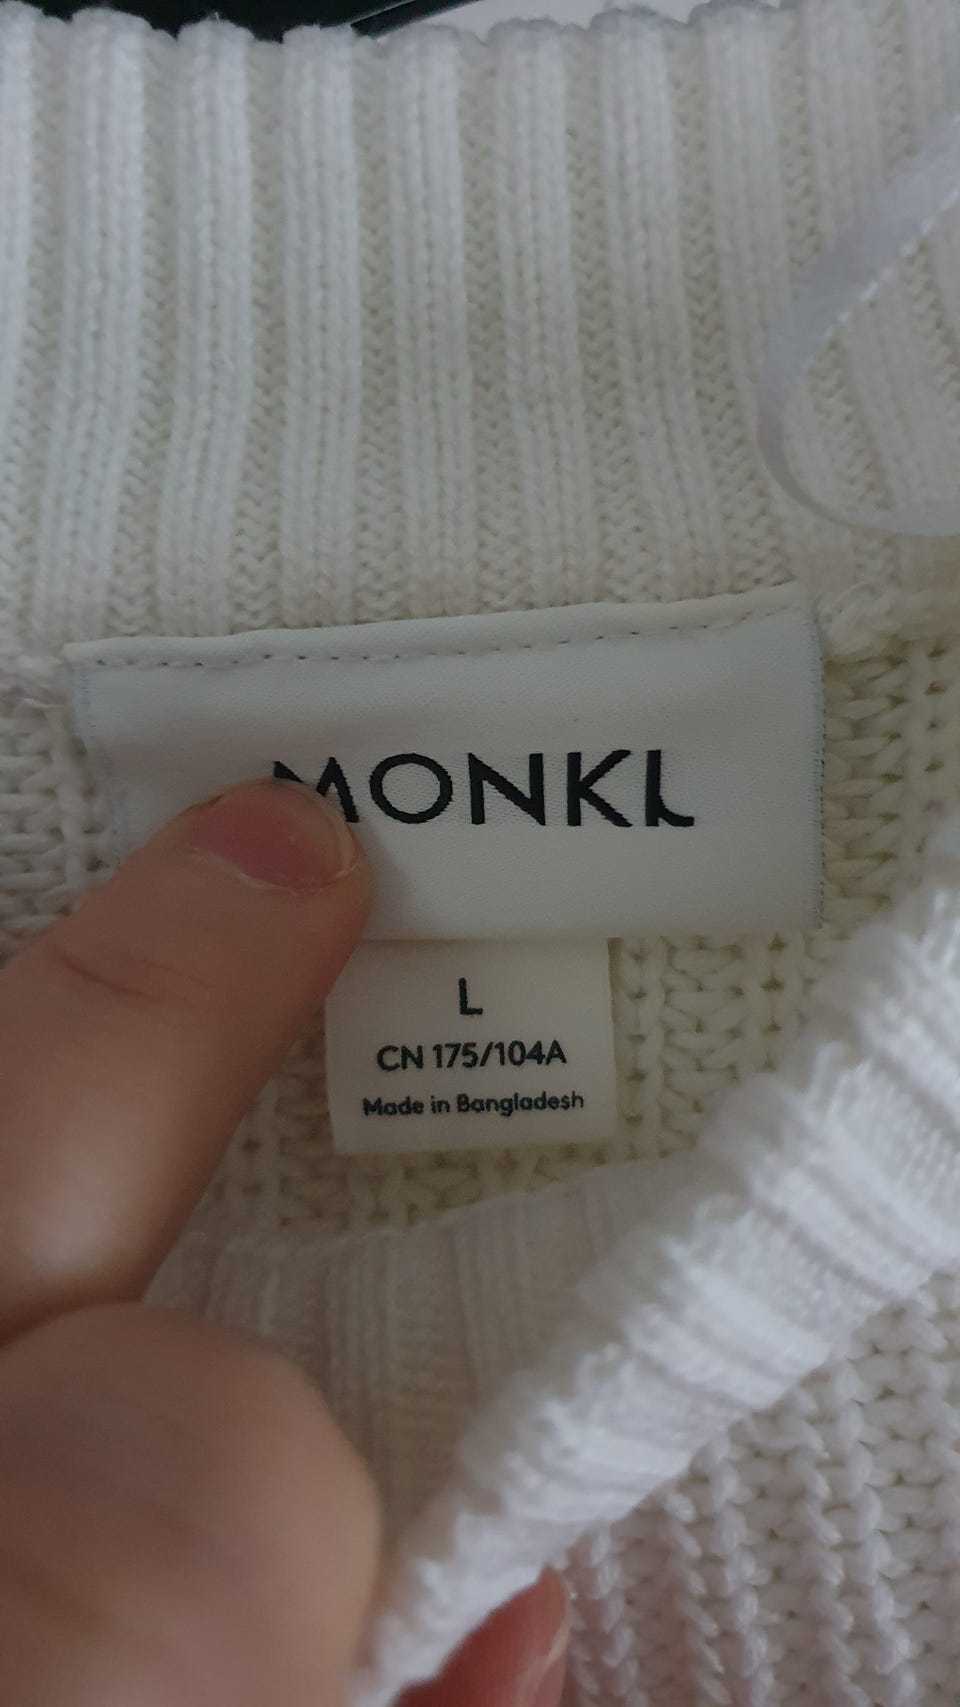 MONKI
L
CN 175/104A
Made in Bangladesh